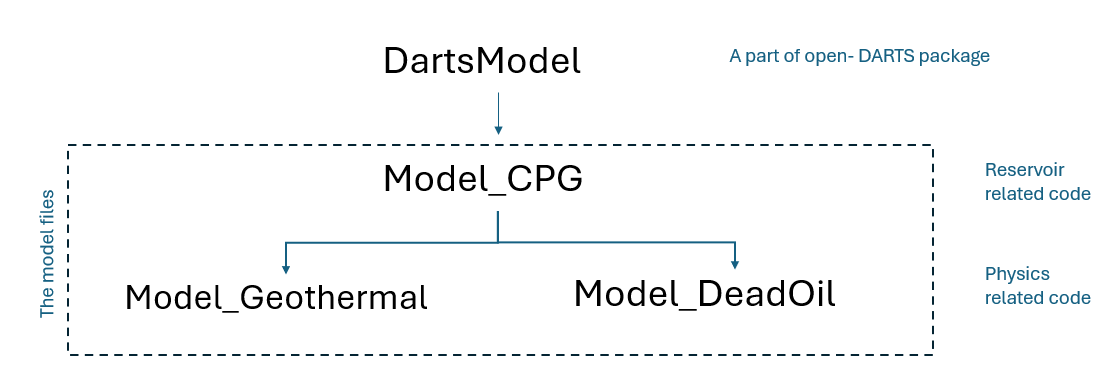 DartsModel
A part of open- DARTS package
Model_CPG
Reservoir
related code
The model files
Model_Geothermal
Model_DeadOil
Physics
related code